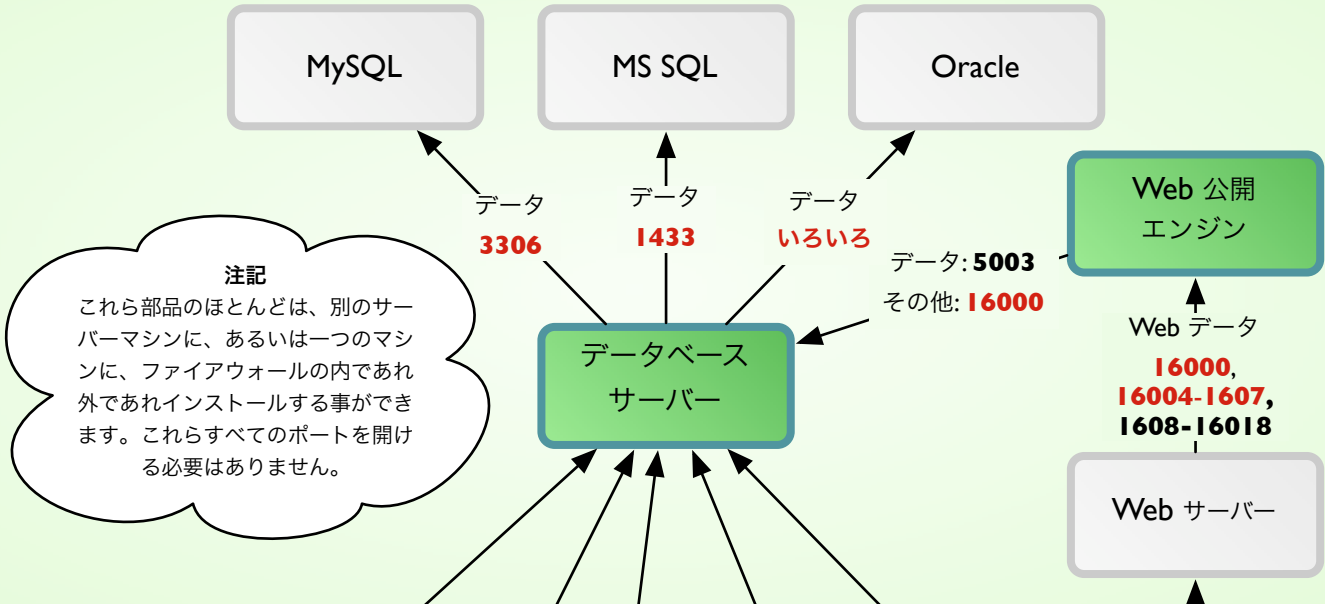 MySQL
MS SQL
Oracle
Web 公開
エンジン
データ
3306
データ
1433
データ
いろいろ
データ: 5003
その他: 16000
注記
これら部品のほとんどは、別のサー
バーマシンに、あるいは一つのマシ
ンに、ファイアウォールの内であれ
外であれインストールする事ができ
ます。これらすべてのポートを開け
る必要はありません。
データベース
サーバー
Web データ
16000,
16004-1607,
1608-16018
Web サーバー